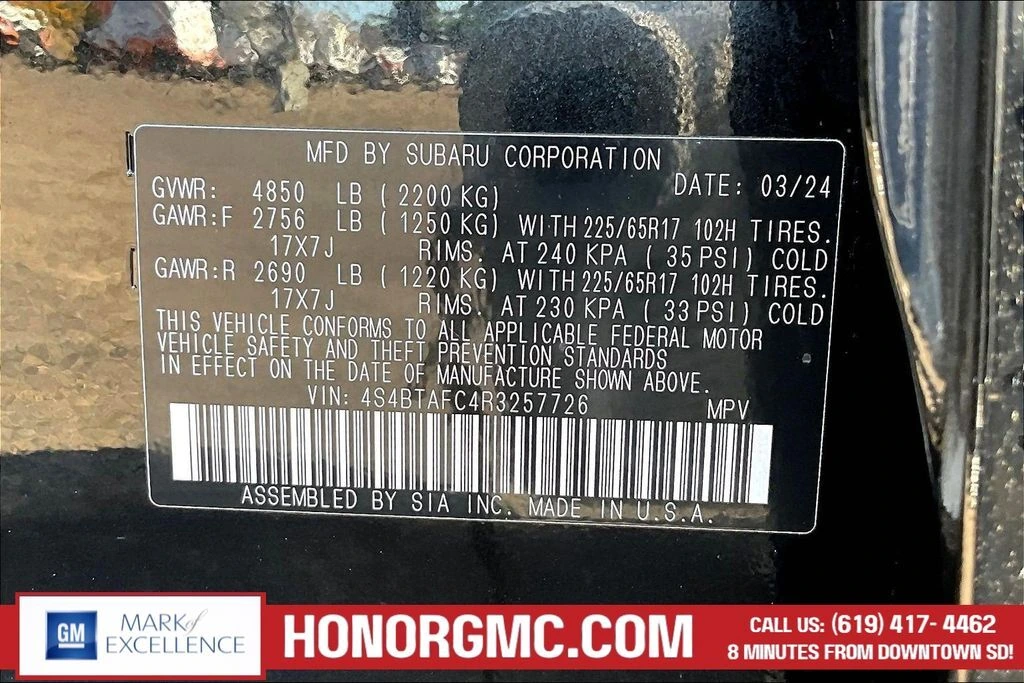 MFD BY SUBARU CORPORATION
GVWR: 4850 LB ( 2200 KG) DATE: 03/24
GAWR:F 2756 LB ( 1250 KG) WITH 225/65R17 102H TIRES.
17X7J RIMS. AT 240 KPA ( 35 PSI) COLD
GAWR:R 2690 LB ( 1220 KG) WITH 225/65R17 102H TIRES.
17X7J RIMS. AT 230 KPA ( 33 PSI) COLD
THIS VEHICLE CONFORMS TO ALL APPLICABLE FEDERAL MOTOR
VEHICLE SAFETY AND THEFT PREVENTION STANDARDS
IN EFFECT ON THE DATE OF MANUFACTURE SHOWN ABOVE.
VIN: 4S4BTAFC4R3257726 MPV
ASSEMBLED BY SIA INC. MADE IN U.S.A.
GM
MARK of
EXCELLENCE
HONORGMC.COM
CALL US: (619) 417- 4462
8 MINUTES FROM DOWNTOWN SD!